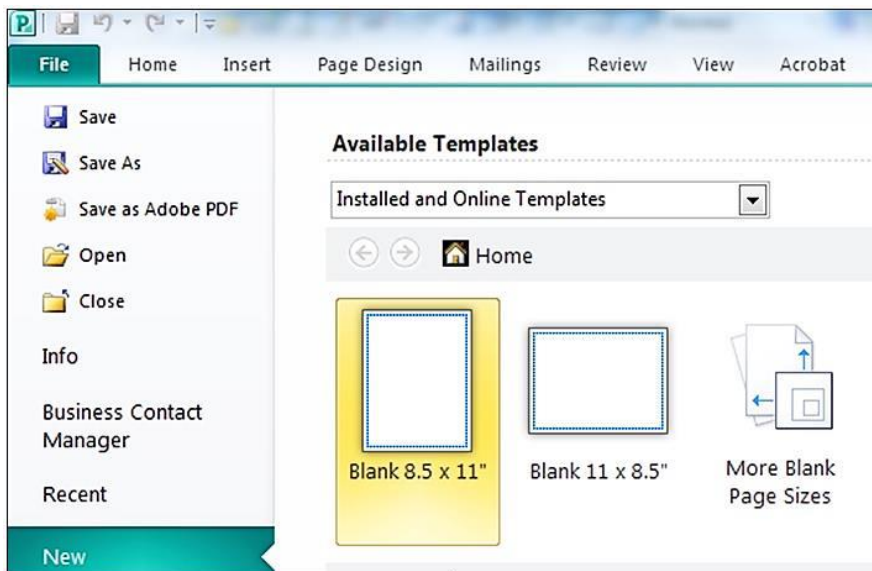 P
File Home Insert Page Design Mailings Review View Acrobat
Save
Save As
Save as Adobe PDF
Open
Close
Info
Business Contact
Manager
Recent
New
Available Templates
Installed and Online Templates
Home
Blank 8.5 x 11"
Blank 11 x 8.5"
More Blank
Page Sizes